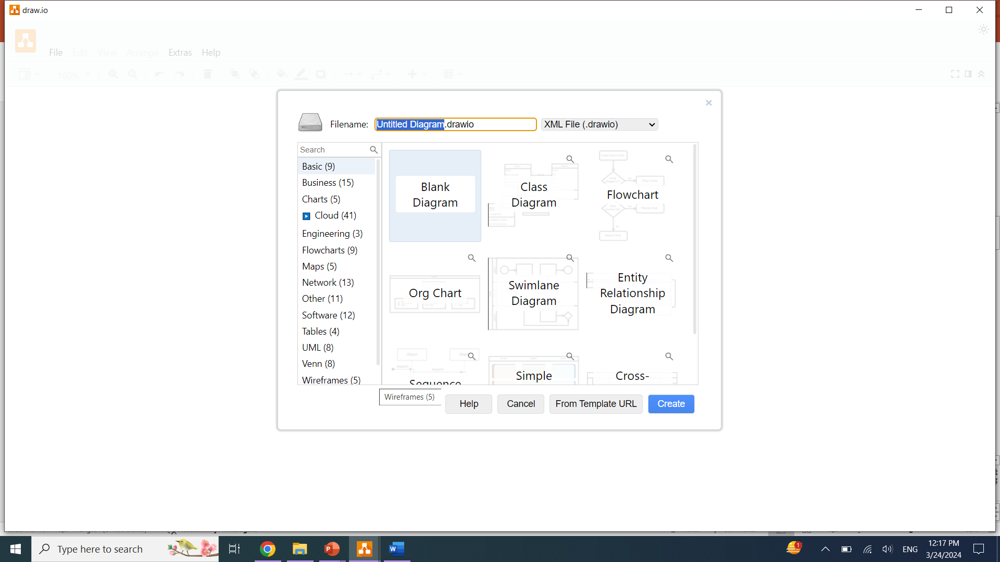 draw.io
File Edit View Arrange Extras Help
100%
Filename: Untitled Diagram.drawio XML File (.drawio)
Search
Basic (9)
Business (15)
Charts (5)
Cloud (41)
Engineering (3)
Flowcharts (9)
Maps (5)
Network (13)
Other (11)
Software (12)
Tables (4)
UML (8)
Venn (8)
Wireframes (5)
Blank
Diagram
Class
Diagram
Flowchart
Org Chart
Swimlane
Diagram
Entity
Relationship
Diagram
Sequence
Simple
Cross-
Wireframes (5)
Help Cancel From Template URL Create
Type here to search
1
ENG
12:17 PM
3/24/2024